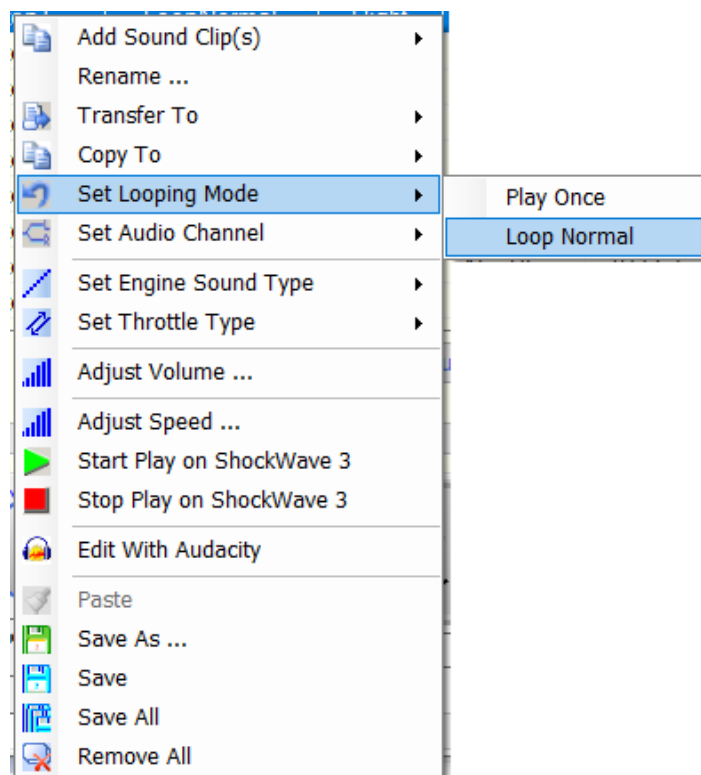 Add Sound Clip(s)
Rename ...
Transfer To
Copy To
Set Looping Mode
Play Once
Set Audio Channel
Loop Normal
Set Engine Sound Type
Set Throttle Type
Adjust Volume ...
Adjust Speed ...
Start Play on ShockWave 3
Stop Play on ShockWave 3
Edit With Audacity
Paste
Save As ...
Save
Save All
Remove All